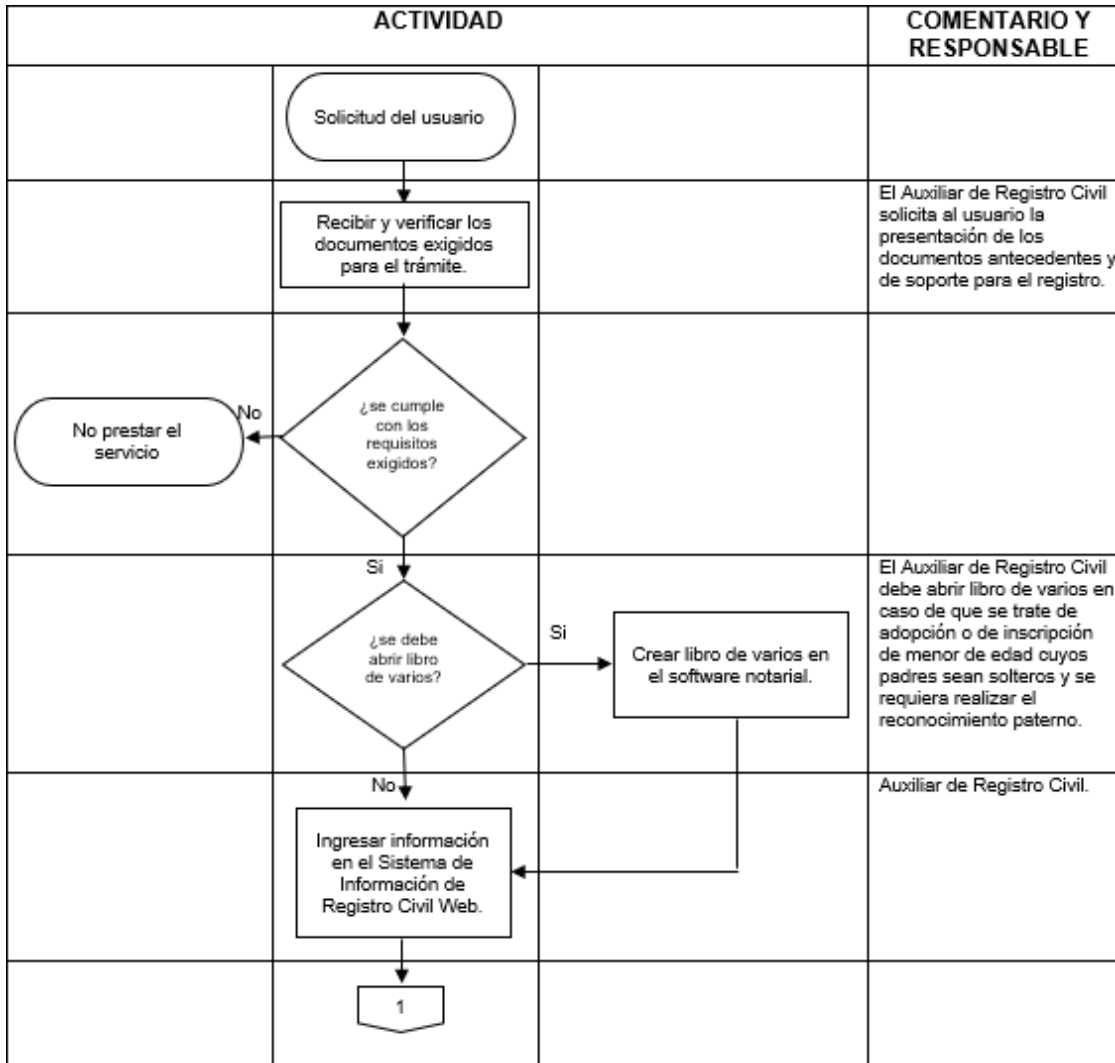 ACTIVIDAD
COMENTARIO Y
RESPONSABLE
Solicitud del usuario
Recibir y verificar los
documentos exigidos
para el trámite.
El Auxiliar de Registro Civil
solicita al usuario la
presentación de los
documentos antecedentes y
de soporte para el registro.
¿se cumple
con los
requisitos
exigidos?
No
No prestar el
servicio
Si
¿se debe
abrir libro
de varios?
Si
Crear libro de varios en
el software notarial.
El Auxiliar de Registro Civil
debe abrir libro de varios en
caso de que se trate de
adopción o de inscripción
de menor de edad cuyos
padres sean solteros y se
requiera realizar el
reconocimiento paterno.
No
Ingresar información
en el Sistema de
Información de
Registro Civil Web.
Auxiliar de Registro Civil.
1